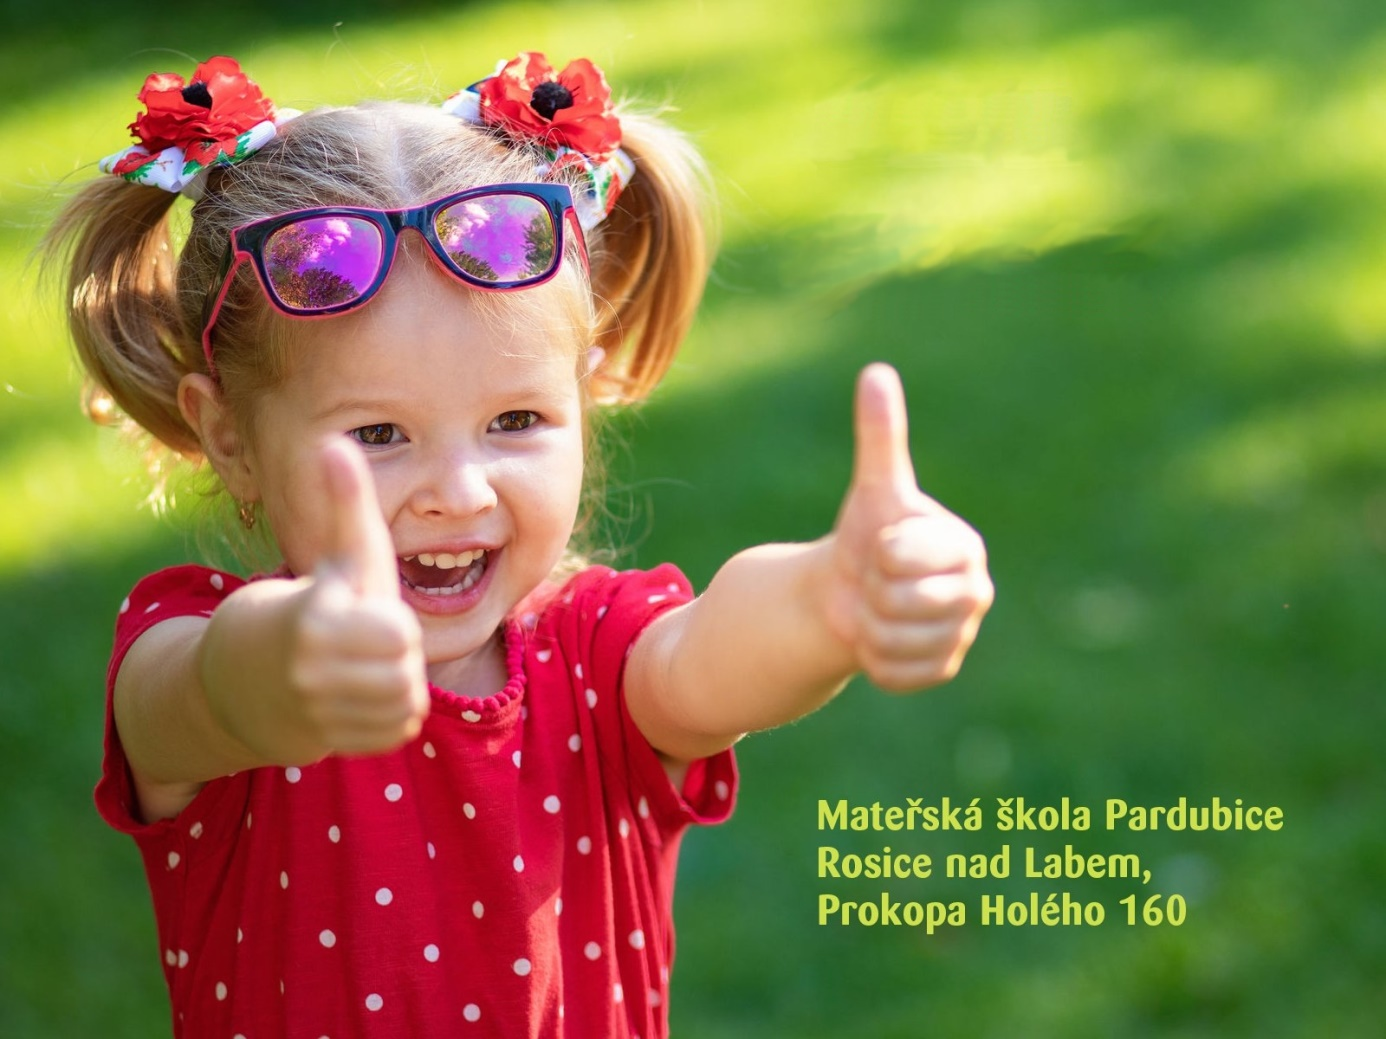 Mateřská škola Pardubice
Rosice nad Labem,
Prokopa Holého 160